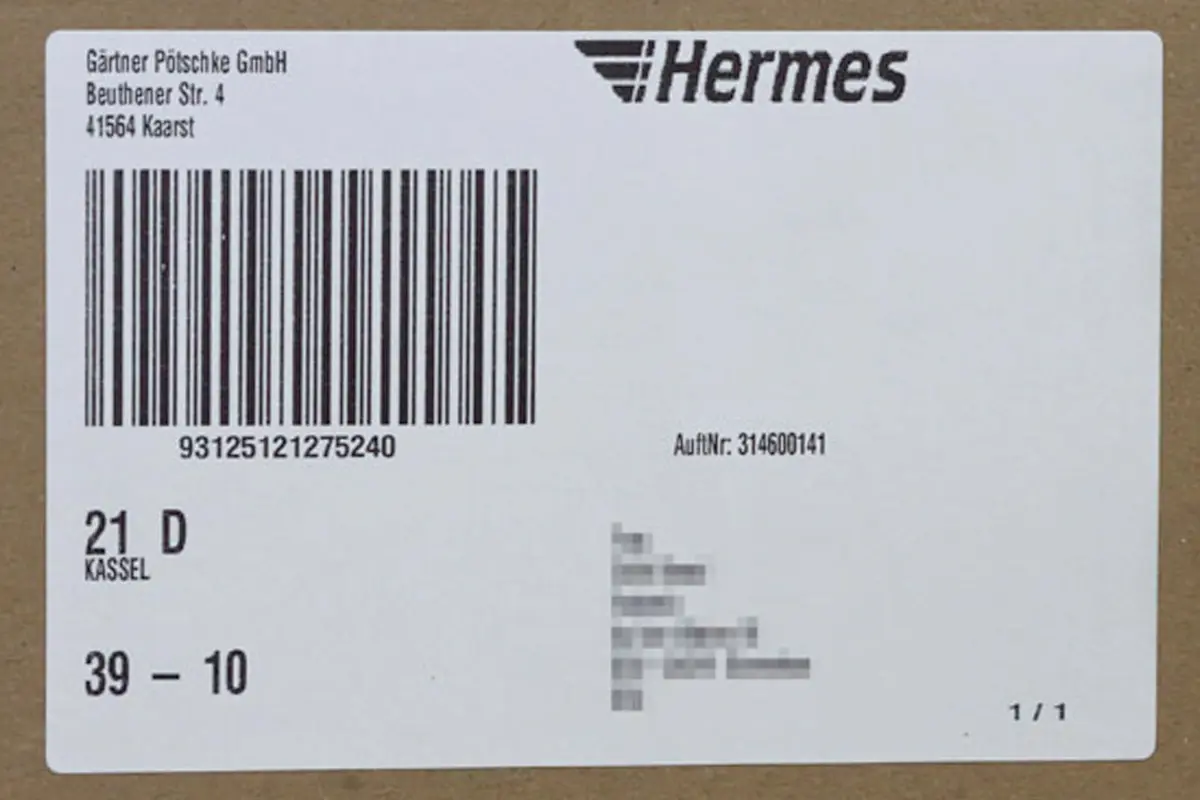 Gärtner Pötschke GmbH
Beuthener Str. 4
41564 Kaarst
Hermes
93125121275240
AuftNr: 314600141
21 D
KASSEL
39 – 10
1 / 1